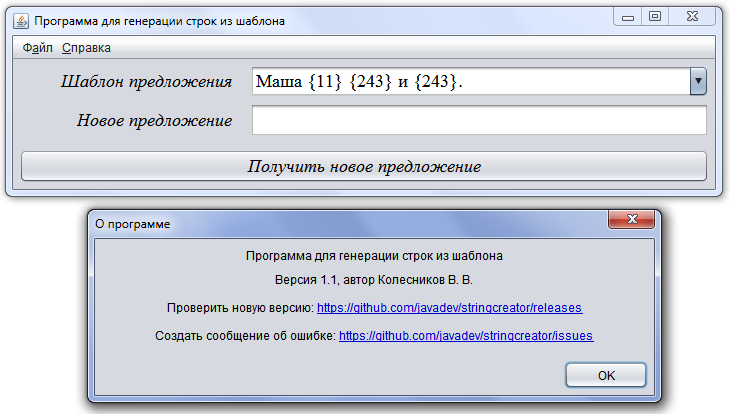 Программа для генерации строк из шаблона
Файл Справка
Шаблон предложения Маша {11} {243} и {243}.
Новое предложение
Получить новое предложение
О программе
Программа для генерации строк из шаблона
Версия 1.1, автор Колесников В. В.
Проверить новую версию: https://github.com/javadev/stringcreator/releases
Создать сообщение об ошибке: https://github.com/javadev/stringcreator/issues
OK